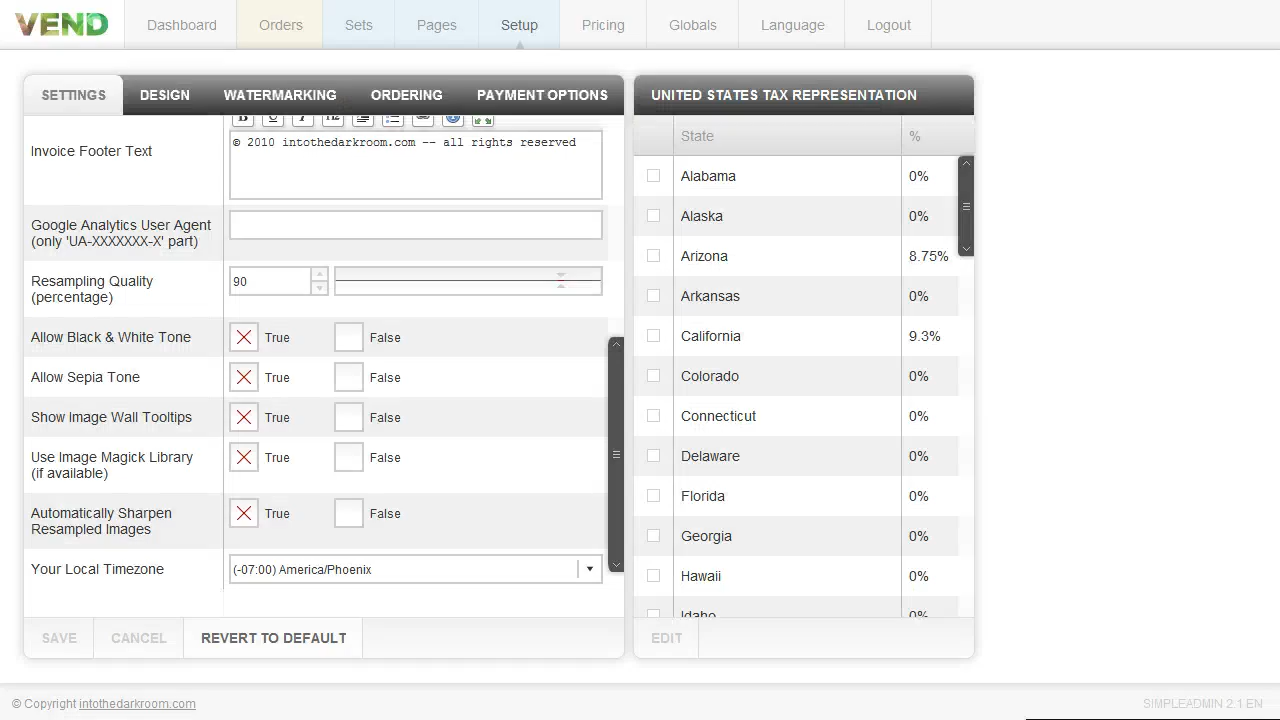 VEND
Dashboard
Orders
Sets
Pages
Setup
Pricing
Globals
Language
Logout
SETTINGS
DESIGN
WATERMARKING
ORDERING
PAYMENT OPTIONS
Invoice Footer Text
© 2010 intothedarkroom.com -- all rights reserved
Google Analytics User Agent
(only 'UA-XXXXXXX-X' part)
Resampling Quality
(percentage)
90
Allow Black & White Tone
True
False
Allow Sepia Tone
True
False
Show Image Wall Tooltips
True
False
Use Image Magick Library
(if available)
True
False
Automatically Sharpen
Resampled Images
True
False
Your Local Timezone
(-07:00) America/Phoenix
SAVE
CANCEL
REVERT TO DEFAULT
UNITED STATES TAX REPRESENTATION
State
%
Alabama 0%
Alaska 0%
Arizona 8.75%
Arkansas 0%
California 9.3%
Colorado 0%
Connecticut 0%
Delaware 0%
Florida 0%
Georgia 0%
Hawaii 0%
Idaho 0%
EDIT
© Copyright intothedarkroom.com
SIMPLEADMIN 2.1 EN